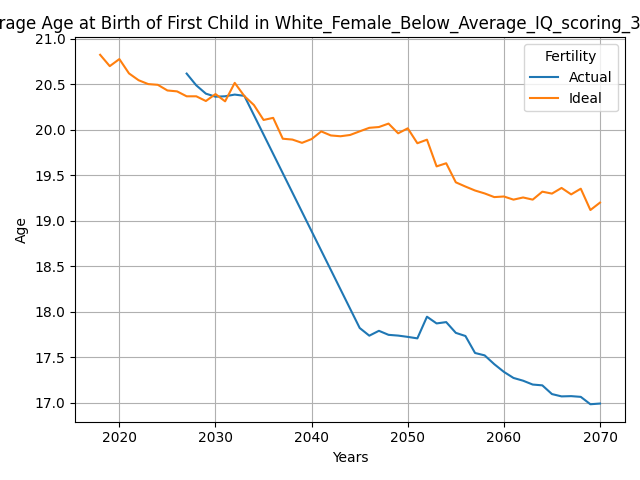 rage Age at Birth of First Child in White_Female_Below_Average_IQ_scoring_3
21.0
20.5
20.0
19.5
19.0
18.5
18.0
17.5
17.0
Age
Fertility
Actual
Ideal
2020 2030 2040 2050 2060 2070
Years